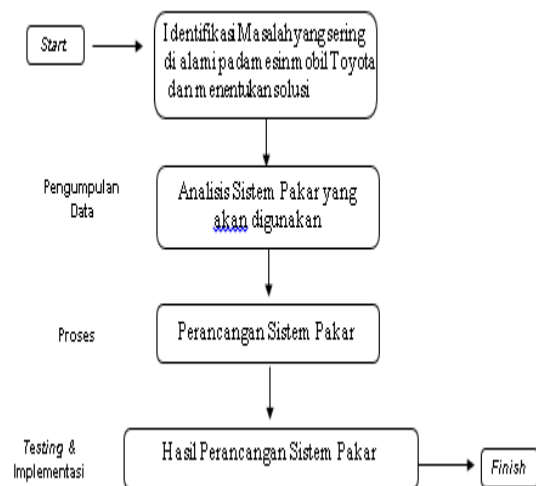 Start
Identifikasi Masalah yang sering
di alami pada mesin mobil Toyota
dan menentukan solusi
Pengumpulan
Data
Analisis Sistem Pakar yang
akan digunakan
Proses
Perancangan Sistem Pakar
Testing &
Implementasi
Hasil Perancangan Sistem Pakar
Finish